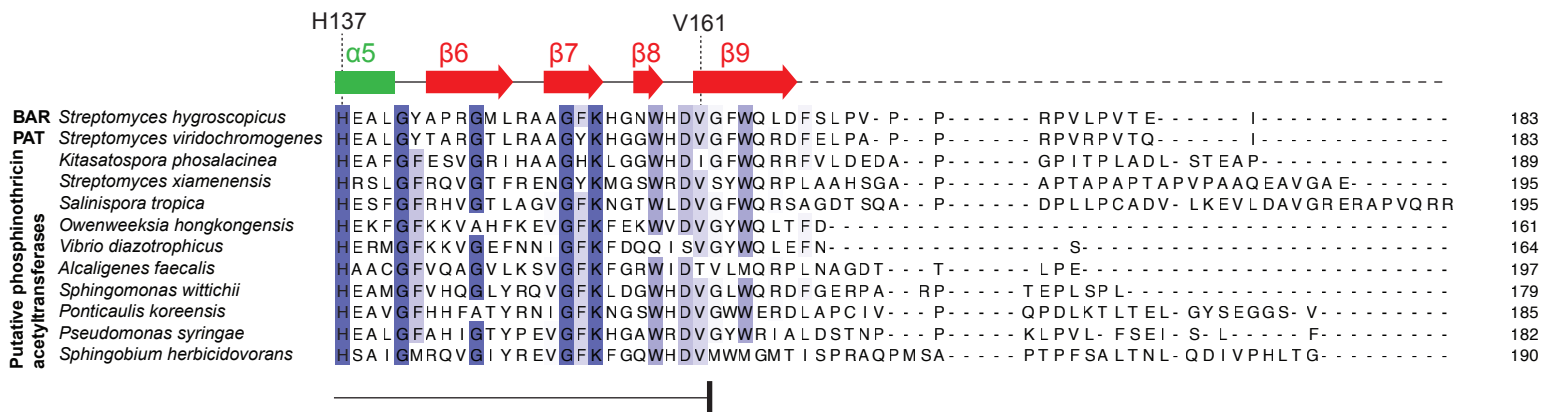 H137 V161
α5 β6 β7 β8 β9
BAR Streptomyces hygroscopicus HEALGYAPRGMLRAAGFKHGNWHDVGFWQLDFSLPV-P--P------RPVLPVTE------I------------- 183
PAT Streptomyces viridochromogenes HEALGYTARGTLRAAGYKHGGWHDVGFWQRDFELPA-P--P------RPVRPVTQ------I------------- 183
Kitasatospora phosalacinea HEAFGFESVGRIHAAGHKLGGWHDIGFWQRRFVLDEDA--P------GPITPLADL-STEAP------------- 189
Streptomyces xiamenensis HRSLGFRQVGTFRENGYKMGSWRDVSYWQRPLAAHSGA--P------APTAPAPTAPVPAAQEAVGAE------- 195
Salinispora tropica HESFGFRHVGTLAGVGFKNGTWLDVGYWQRSAGDTSQA--P------DPLLPCADV-LKEVLDAVGRERAPVQRR 195
Owenweeksia hongkongensis HEKFGFKKVAHFKEVGFKFEKWVDVGYWQLTFD------------------------------------------ 161
Vibrio diazotrophicus HERMGFKKVGEFNNIGFKFDQQISVGYWQLEFN----------------S------------------------- 164
Alcaligenes faecalis HAACGFVQAGVLKSVGFKFGRWIDTVLMQRPLNAGDT---T------LPE------------------------- 197
Sphingomonas wittichii HEAMGFVHQGLYRQVGFKLDGWHDVGLWQRDFGERPA--RP------TEPLSPL--------------------- 179
Ponticaulis koreensis HEAVGFHHFATYRNIGFKNGSWHDVGWWERDLAPCIV--P-------QPDLKTLTEL-GYSEGGS-V-------- 185
Pseudomonas syringae HEALGFAHIGTYPEVGFKHGAWRDVGYWRIALDSTNP---P------KLPVL-FSEI-S-L-----F-------- 182
Sphingobium herbicidovorans HSAIGMRQVGIYREVGFKFGQWHDVMWMGMTISPRAQPMSA------PTPFSALTNL-QDIVPHLTG-------- 190
Putative phosphinothricin
acetyltransferases